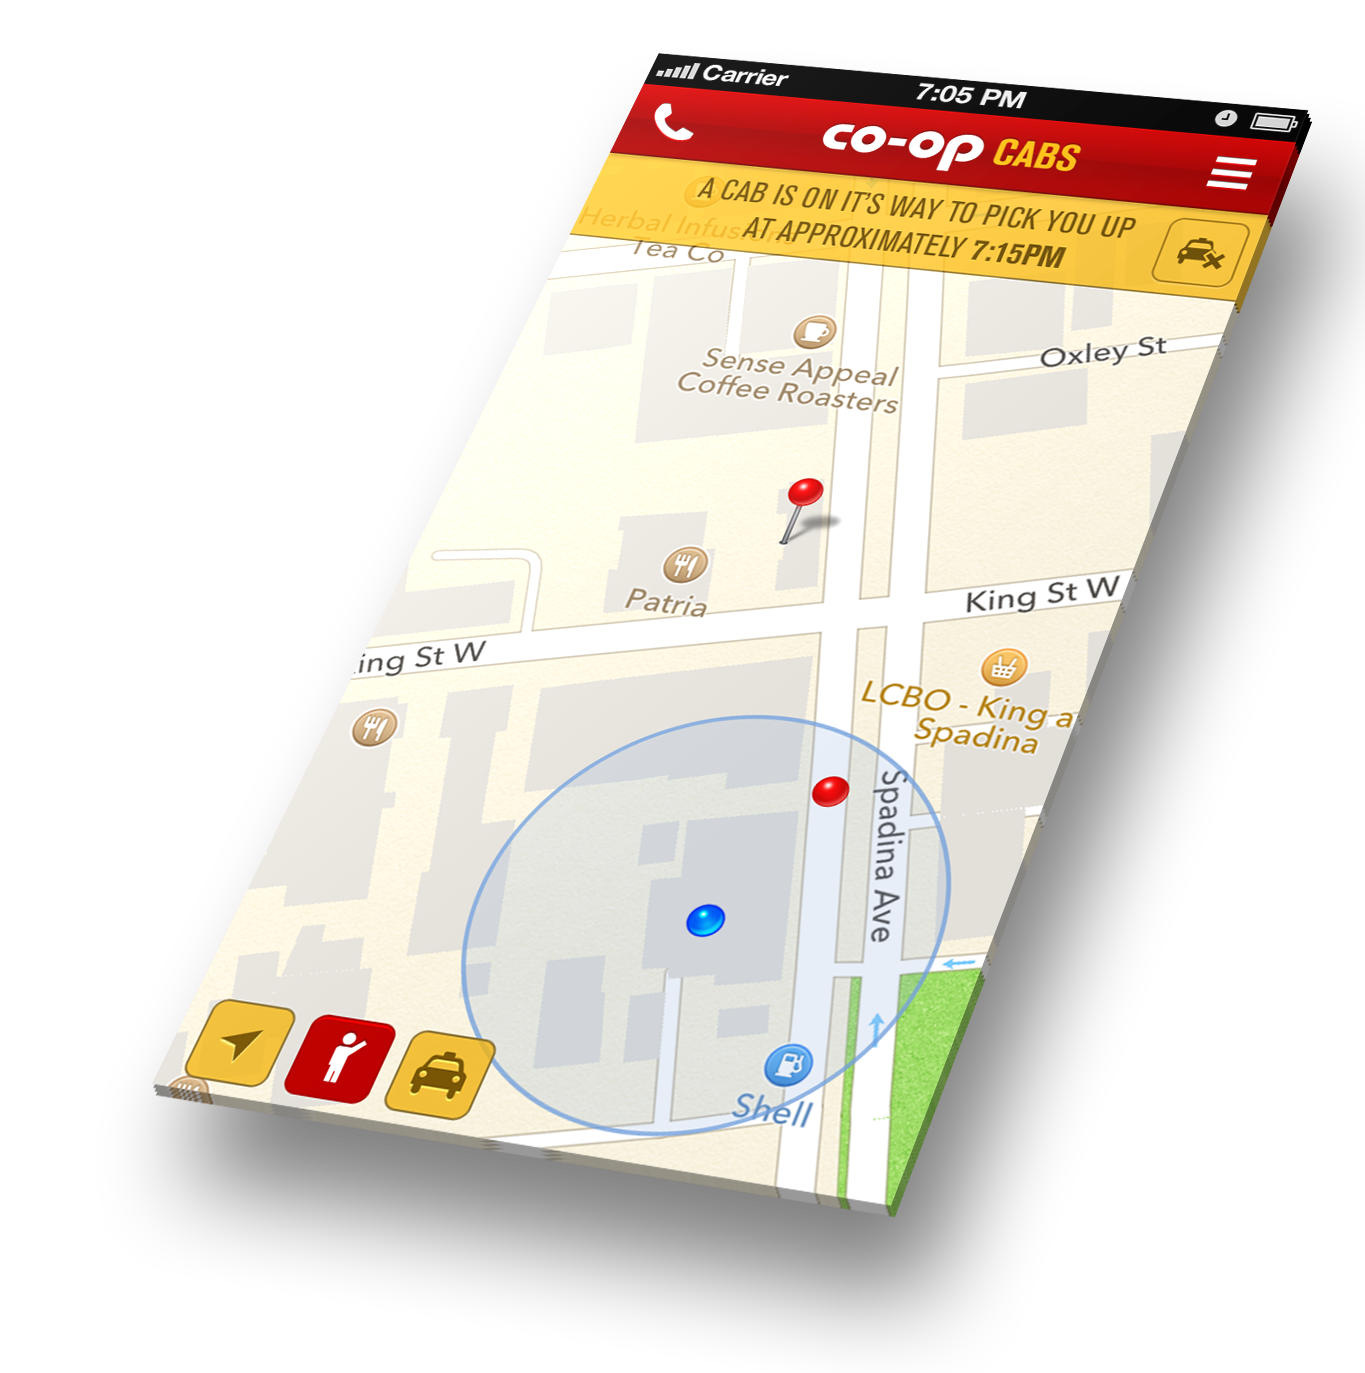 Carrier
7:05 PM
co-op CABS
A CAB IS ON IT'S WAY TO PICK YOU UP
AT APPROXIMATELY 7:15PM
Herbal Infusions
Tea Co
Sense Appeal
Coffee Roasters
Oxley St
Patria
King St W
ing St W
LCBO - King a
Spadina
Spadina Ave
Shell